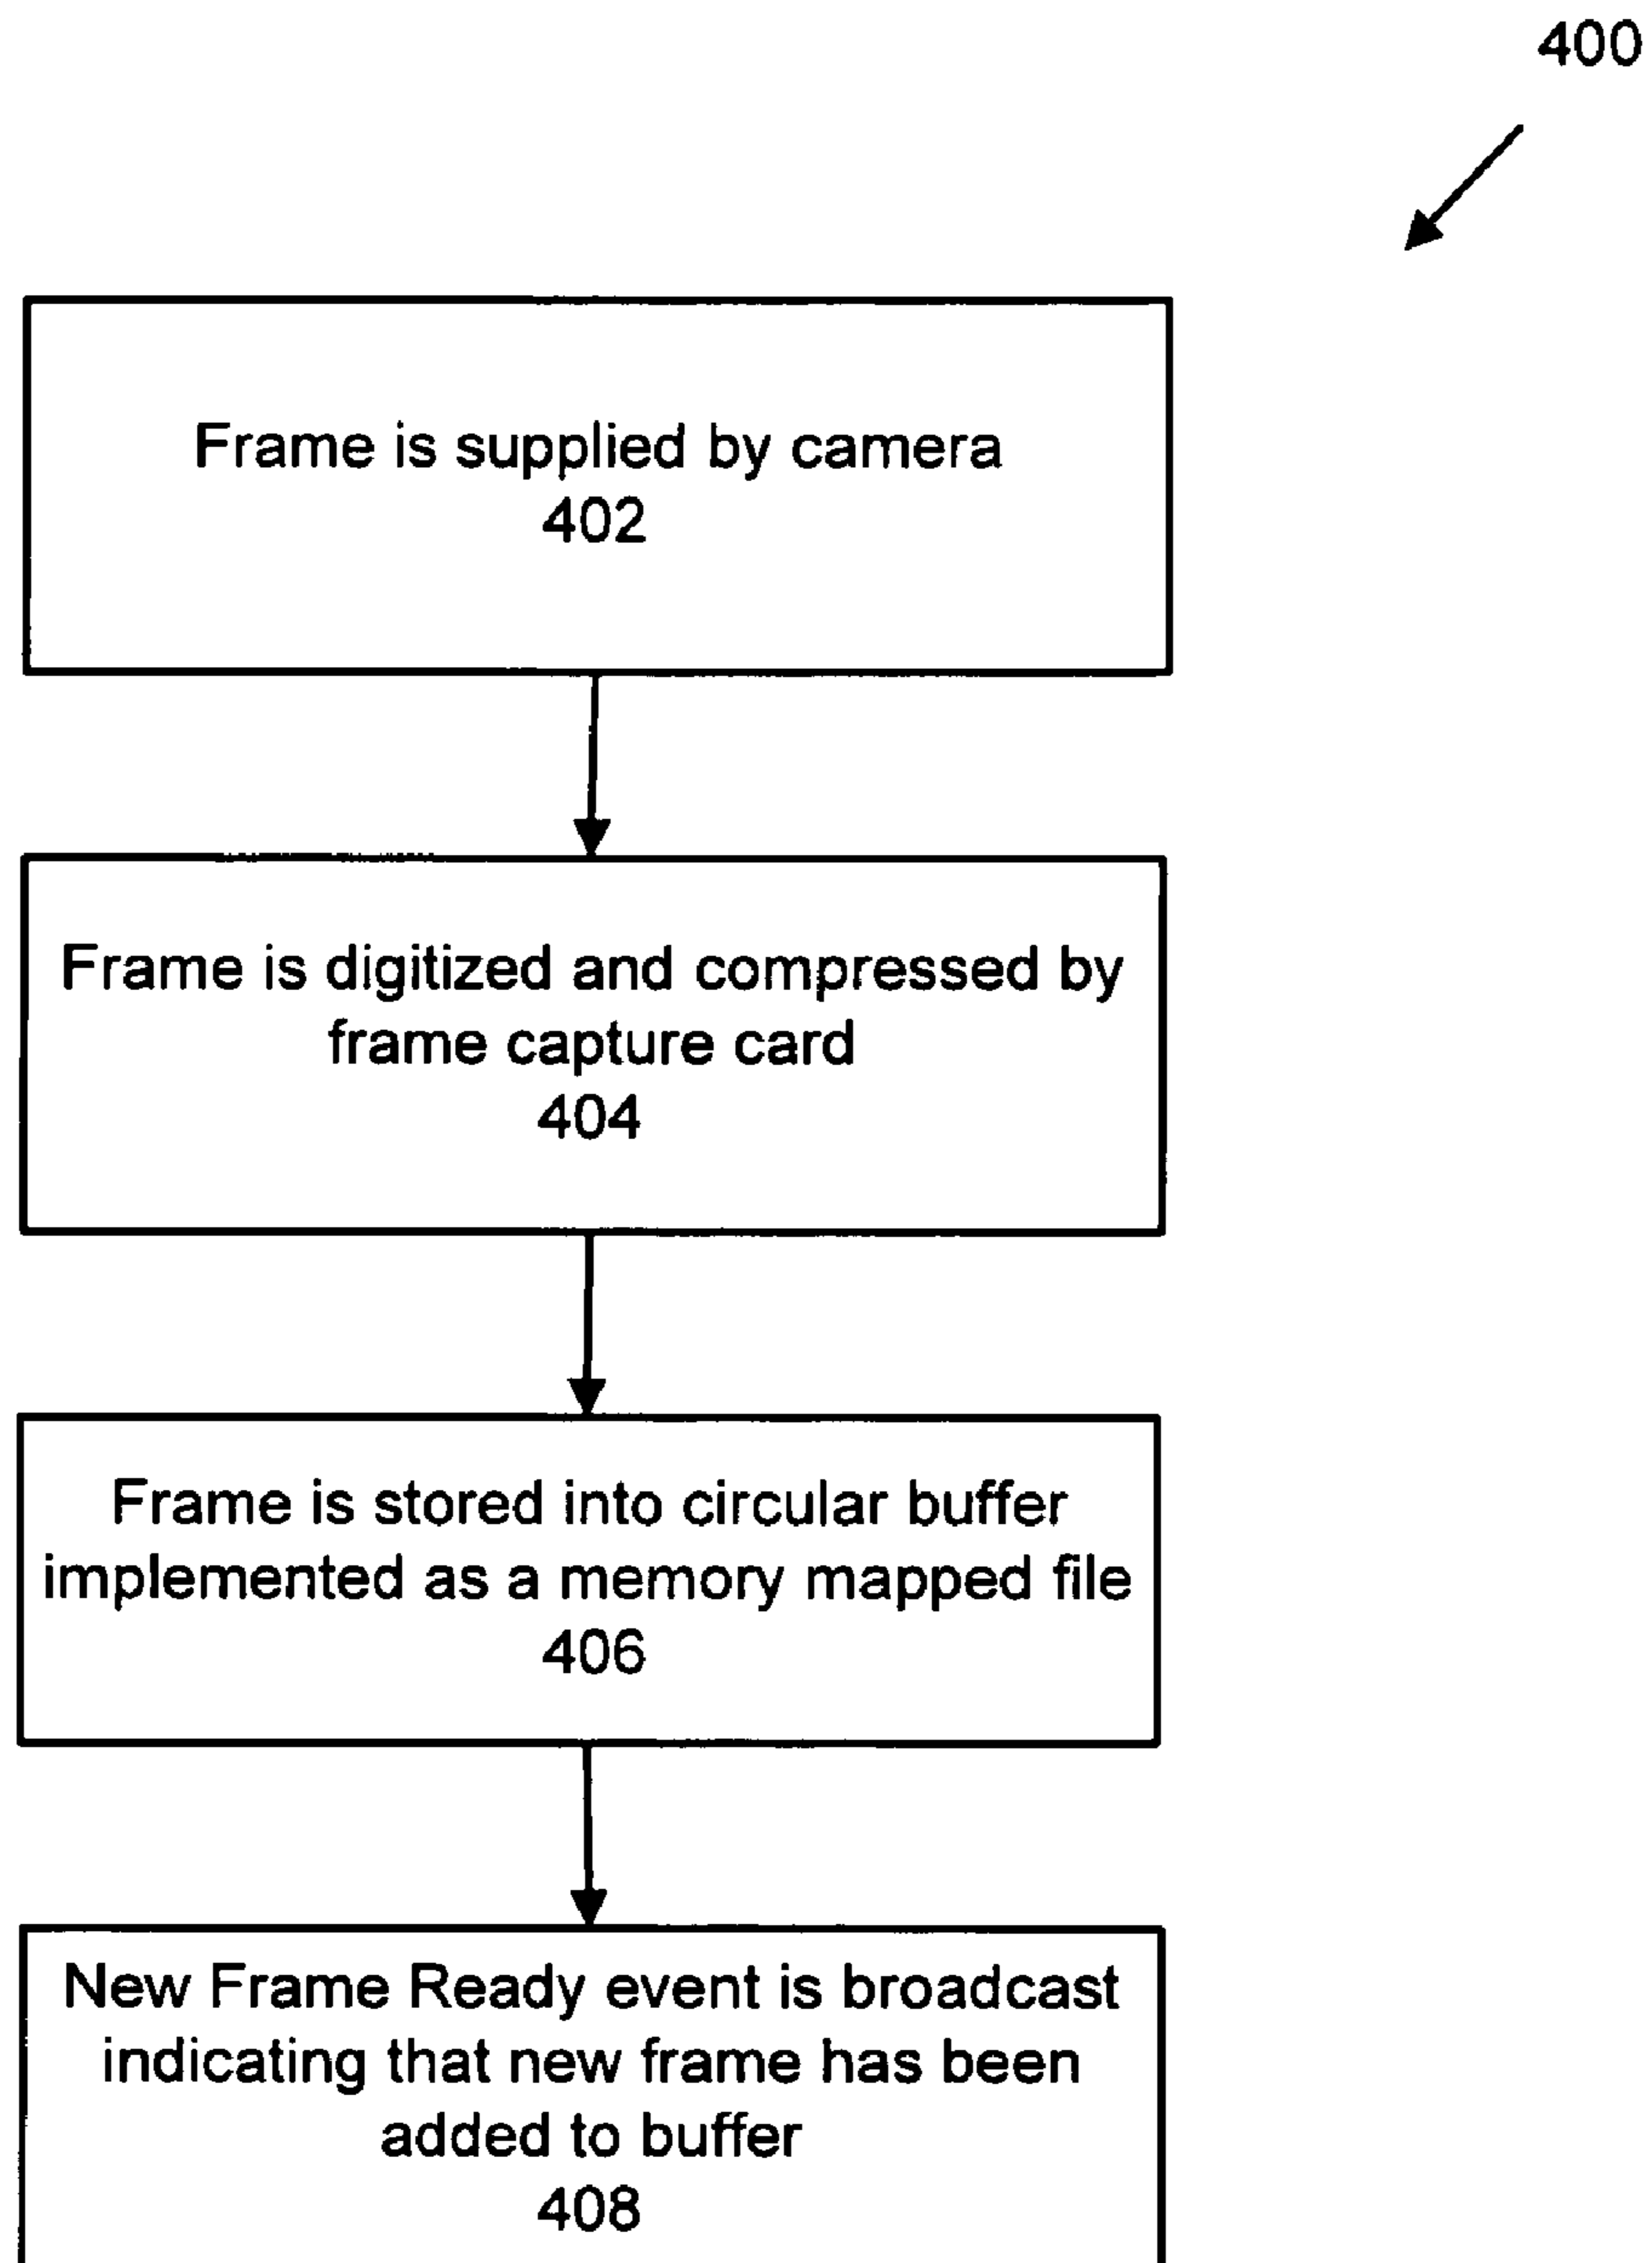 400
Frame is supplied by camera
402
Frame is digitized and compressed by
frame capture card
404
Frame is stored into circular buffer
implemented as a memory mapped file
406
New Frame Ready event is broadcast
indicating that new frame has been
added to buffer
408